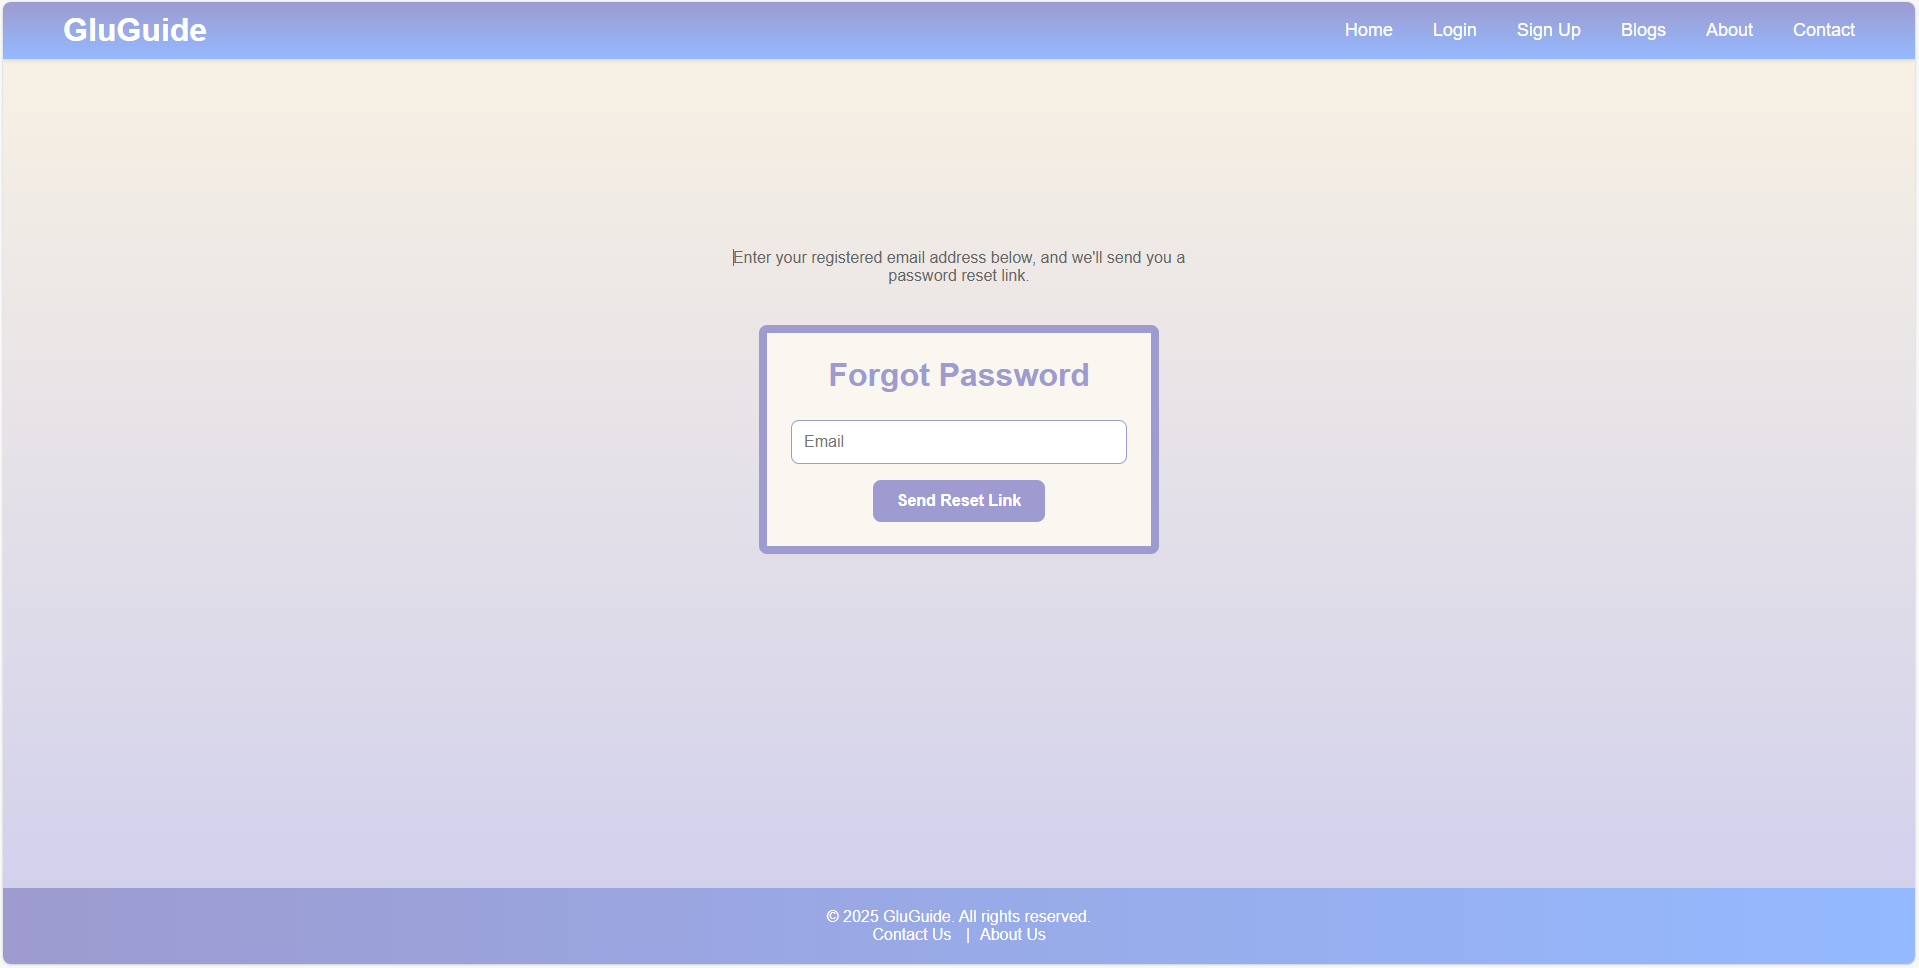 GluGuide
Home Login Sign Up Blogs About Contact
Enter your registered email address below, and we'll send you a
password reset link.
Forgot Password
Email
Send Reset Link
© 2025 GluGuide. All rights reserved.
Contact Us | About Us